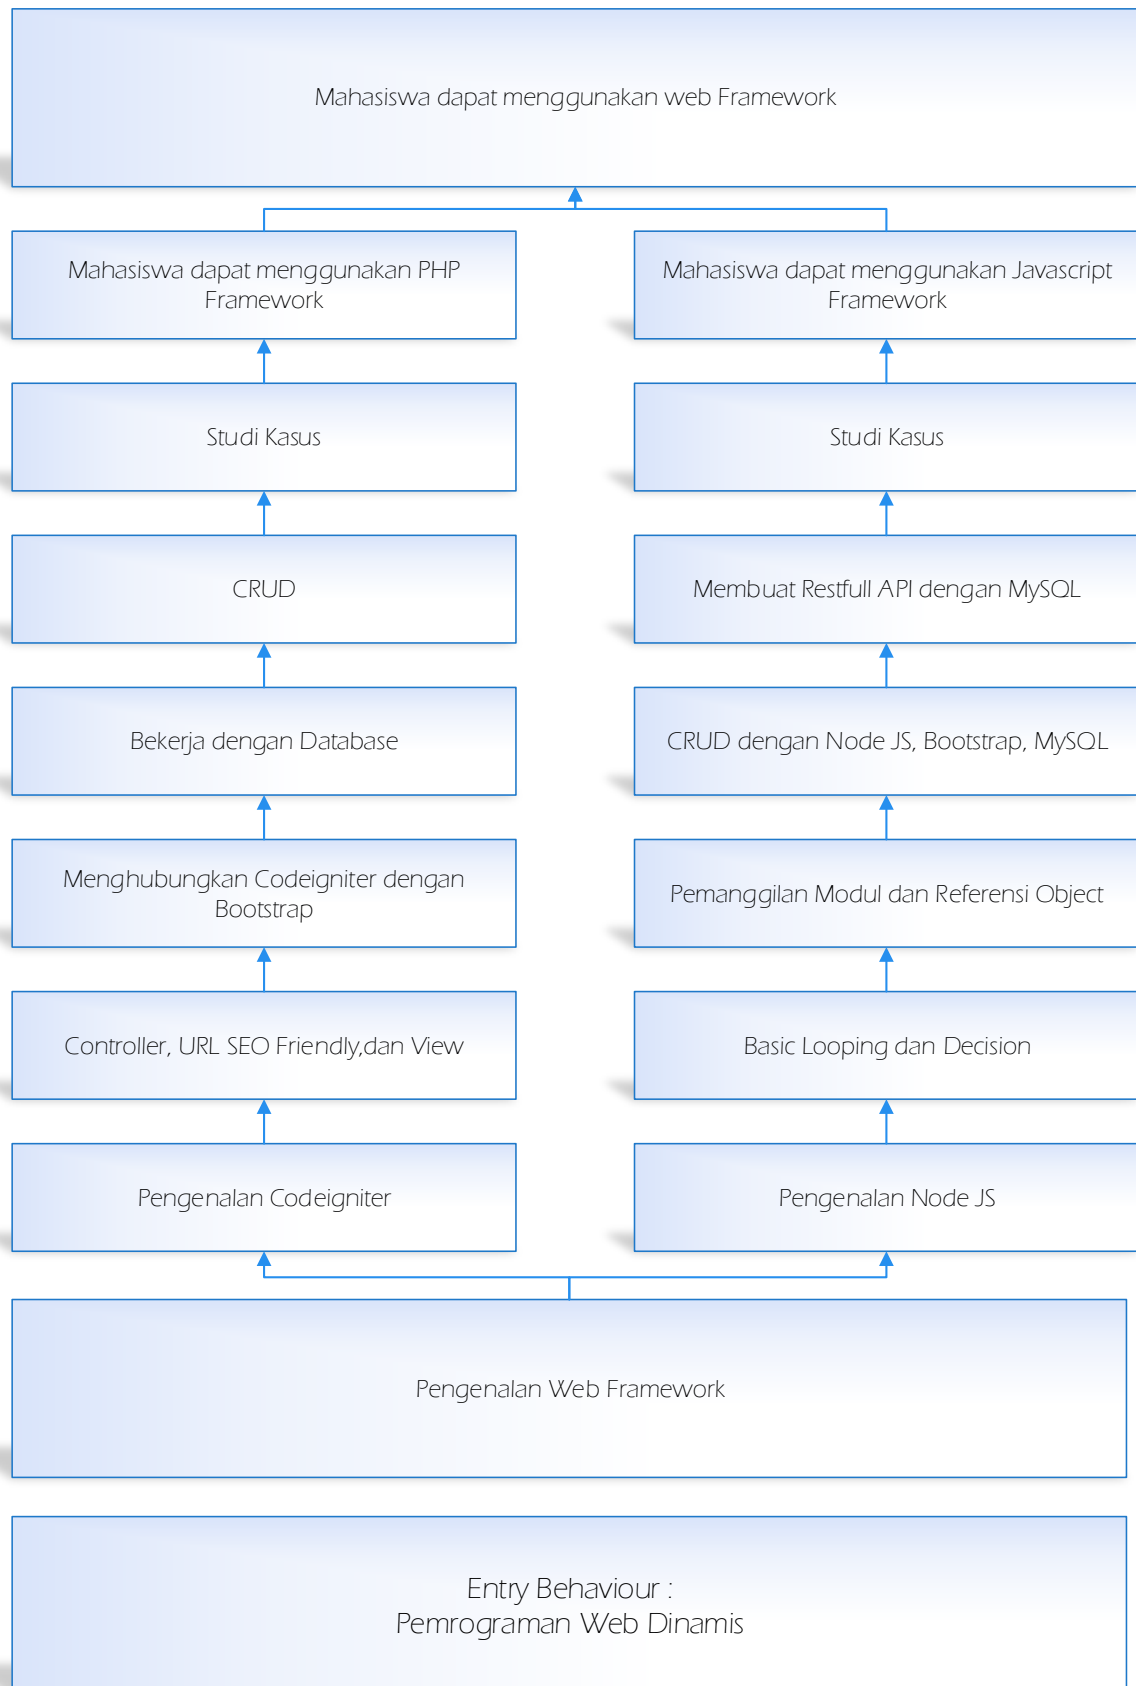 Mahasiswa dapat menggunakan web Framework
Mahasiswa dapat menggunakan PHP
Framework
Mahasiswa dapat menggunakan Javascript
Framework
Studi Kasus
Studi Kasus
CRUD
Membuat Restfull API dengan MySQL
Bekerja dengan Database
CRUD dengan Node JS, Bootstrap, MySQL
Menghubungkan Codeigniter dengan
Bootstrap
Pemanggilan Modul dan Referensi Object
Controller, URL SEO Friendly,dan View
Basic Looping dan Decision
Pengenalan Codeigniter
Pengenalan Node JS
Pengenalan Web Framework
Entry Behaviour :
Pemrograman Web Dinamis